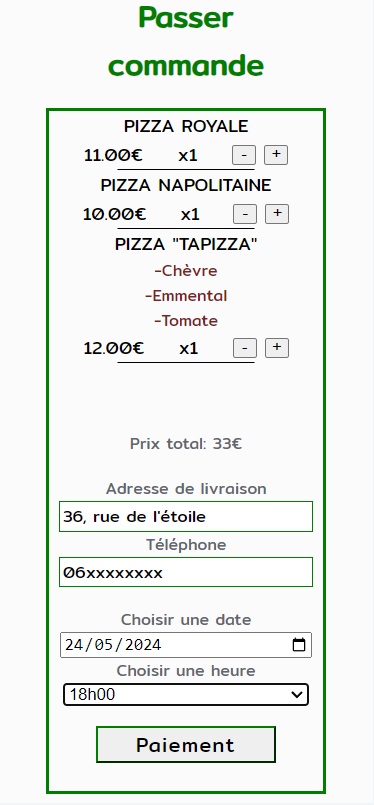 Passer
commande
PIZZA ROYALE
11.00€ x1 - +
PIZZA NAPOLITAINE
10.00€ x1 - +
PIZZA "TAPIZZA"
-Chèvre
-Emmental
-Tomate
12.00€ x1 - +
Prix total: 33€
Adresse de livraison
36, rue de l'étoile
Téléphone
06xxxxxxxx
Choisir une date
24/05/2024
Choisir une heure
18h00
Paiement